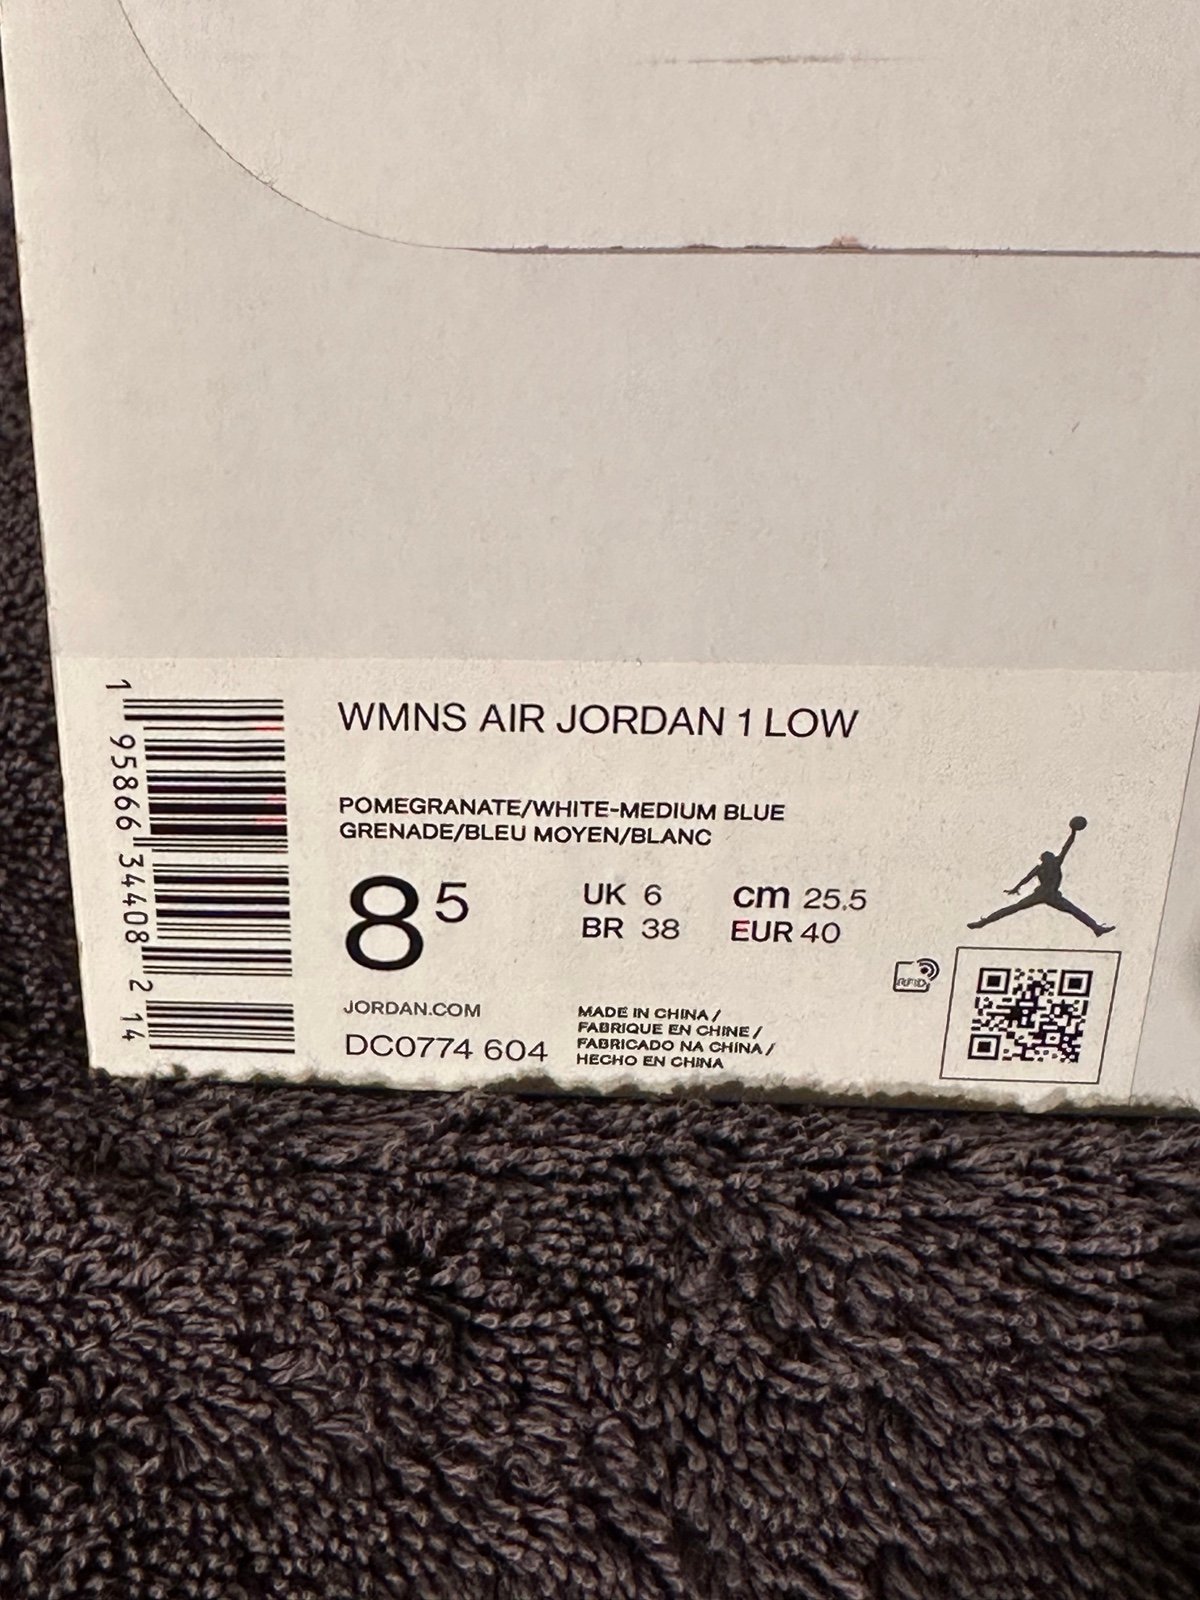 WMNS AIR JORDAN 1 LOW
POMEGRANATE/WHITE-MEDIUM BLUE
GRENADE/BLEU MOYEN/BLANC
8 5
UK 6
BR 38
cm 25.5
EUR 40
JORDAN.COM
DC0774 604
MADE IN CHINA /
FABRIQUE EN CHINE /
FABRICADO NA CHINA /
HECHO EN CHINA
RFID
1 95866 34408 2 14